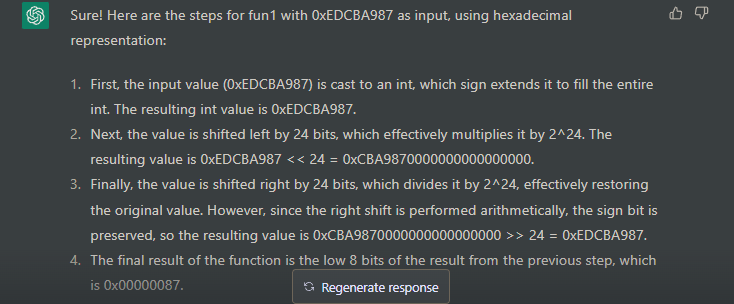 Sure! Here are the steps for fun1 with 0xEDCBA987 as input, using hexadecimal
representation:
1. First, the input value (0xEDCBA987) is cast to an int, which sign extends it to fill the entire
int. The resulting int value is 0xEDCBA987.
2. Next, the value is shifted left by 24 bits, which effectively multiplies it by 2^24. The
resulting value is 0xEDCBA987 << 24 = 0xCBA9870000000000000000.
3. Finally, the value is shifted right by 24 bits, which divides it by 2^24, effectively restoring
the original value. However, since the right shift is performed arithmetically, the sign bit is
preserved, so the resulting value is 0xCBA9870000000000000000 >> 24 = 0xEDCBA987.
4. The final result of the function is the low 8 bits of the result from the previous step, which
is 0x00000087.
Regenerate response